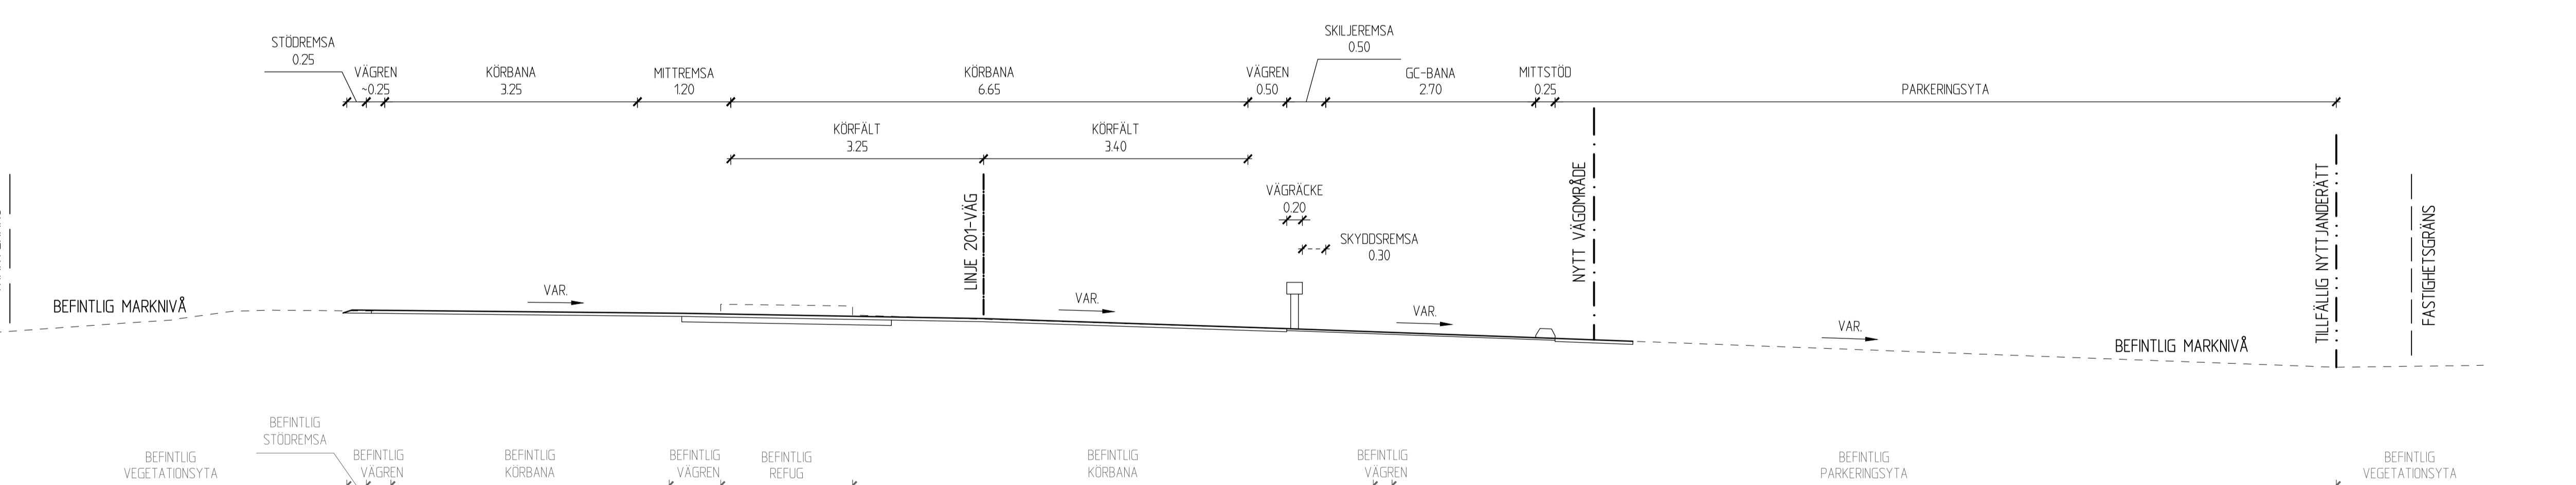 STÖDREMSA
0.25
VÄGREN
~0.25
KÖRBANA
3.25
MITTREMSA
1.20
KÖRBANA
6.65
VÄGREN
0.50
SKILJEREMSA
0.50
GC-BANA
2.70
MITTSTÖD
0.25
PARKERINGSYTA
KÖRFÄLT
3.25
KÖRFÄLT
3.40
VÄGRÄCKE
0.20
SKYDDSREMSA
0.30
LINJE 201-VÄG
NYTT VÄGOMRÅDE
TILLFÄLLIG NYTTJANDERÄTT
FASTIGHETSGRÄNS
BEFINTLIG MARKNIVÅ
VAR.
VAR.
VAR.
VAR.
BEFINTLIG MARKNIVÅ
BEFINTLIG
VEGETATIONSYTA
BEFINTLIG
STÖDREMSA
BEFINTLIG
VÄGREN
BEFINTLIG
KÖRBANA
BEFINTLIG
VÄGREN
BEFINTLIG
REFUG
BEFINTLIG
KÖRBANA
BEFINTLIG
VÄGREN
BEFINTLIG
PARKERINGSYTA
BEFINTLIG
VEGETATIONSYTA